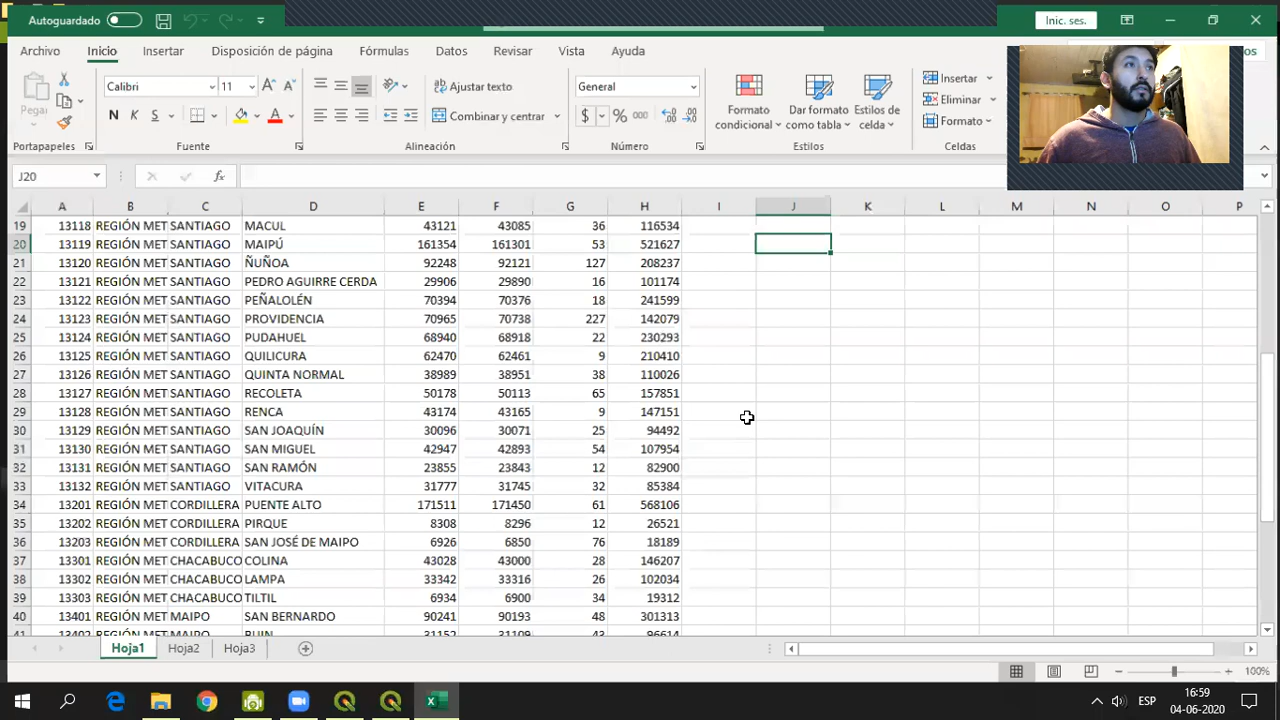 Autoguardado Inic. ses.
Archivo Inicio Insertar Disposición de página Fórmulas Datos Revisar Vista Ayuda os
Pegar Calibri 11 Ajustar texto General Formato condicional Dar formato como tabla Estilos de celda Insertar
N K S Combinar y centrar $ % 000 Eliminar
Formato
Portapapeles Fuente Alineación Número Estilos Celdas
J20 fx
A B C D E F G H I J K L M N O P
19 13118 REGIÓN MET SANTIAGO MACUL 43121 43085 36 116534
20 13119 REGIÓN MET SANTIAGO MAIPÚ 161354 161301 53 521627
21 13120 REGIÓN MET SANTIAGO ÑUÑOA 92248 92121 127 208237
22 13121 REGIÓN MET SANTIAGO PEDRO AGUIRRE CERDA 29906 29890 16 101174
23 13122 REGIÓN MET SANTIAGO PEÑALOLÉN 70394 70376 18 241599
24 13123 REGIÓN MET SANTIAGO PROVIDENCIA 70965 70738 227 142079
25 13124 REGIÓN MET SANTIAGO PUDAHUEL 68940 68918 22 230293
26 13125 REGIÓN MET SANTIAGO QUILICURA 62470 62461 9 210410
27 13126 REGIÓN MET SANTIAGO QUINTA NORMAL 38989 38951 38 110026
28 13127 REGIÓN MET SANTIAGO RECOLETA 50178 50113 65 157851
29 13128 REGIÓN MET SANTIAGO RENCA 43174 43165 9 147151
30 13129 REGIÓN MET SANTIAGO SAN JOAQUÍN 30096 30071 25 94492
31 13130 REGIÓN MET SANTIAGO SAN MIGUEL 42947 42893 54 107954
32 13131 REGIÓN MET SANTIAGO SAN RAMÓN 23855 23843 12 82900
33 13132 REGIÓN MET SANTIAGO VITACURA 31777 31745 32 85384
34 13201 REGIÓN MET CORDILLERA PUENTE ALTO 171511 171450 61 568106
35 13202 REGIÓN MET CORDILLERA PIRQUE 8308 8296 12 26521
36 13203 REGIÓN MET CORDILLERA SAN JOSÉ DE MAIPO 6926 6850 76 18189
37 13301 REGIÓN MET CHACABUCO COLINA 43028 43000 28 146207
38 13302 REGIÓN MET CHACABUCO LAMPA 33342 33316 26 102034
39 13303 REGIÓN MET CHACABUCO TILTIL 6934 6900 34 19312
40 13401 REGIÓN MET MAIPO SAN BERNARDO 90241 90193 48 301313
41 13402 REGIÓN MET MAIPO BUIN 31152 31109 43 96614
Hoja1 Hoja2 Hoja3
100%
ESP 16:59
04-06-2020